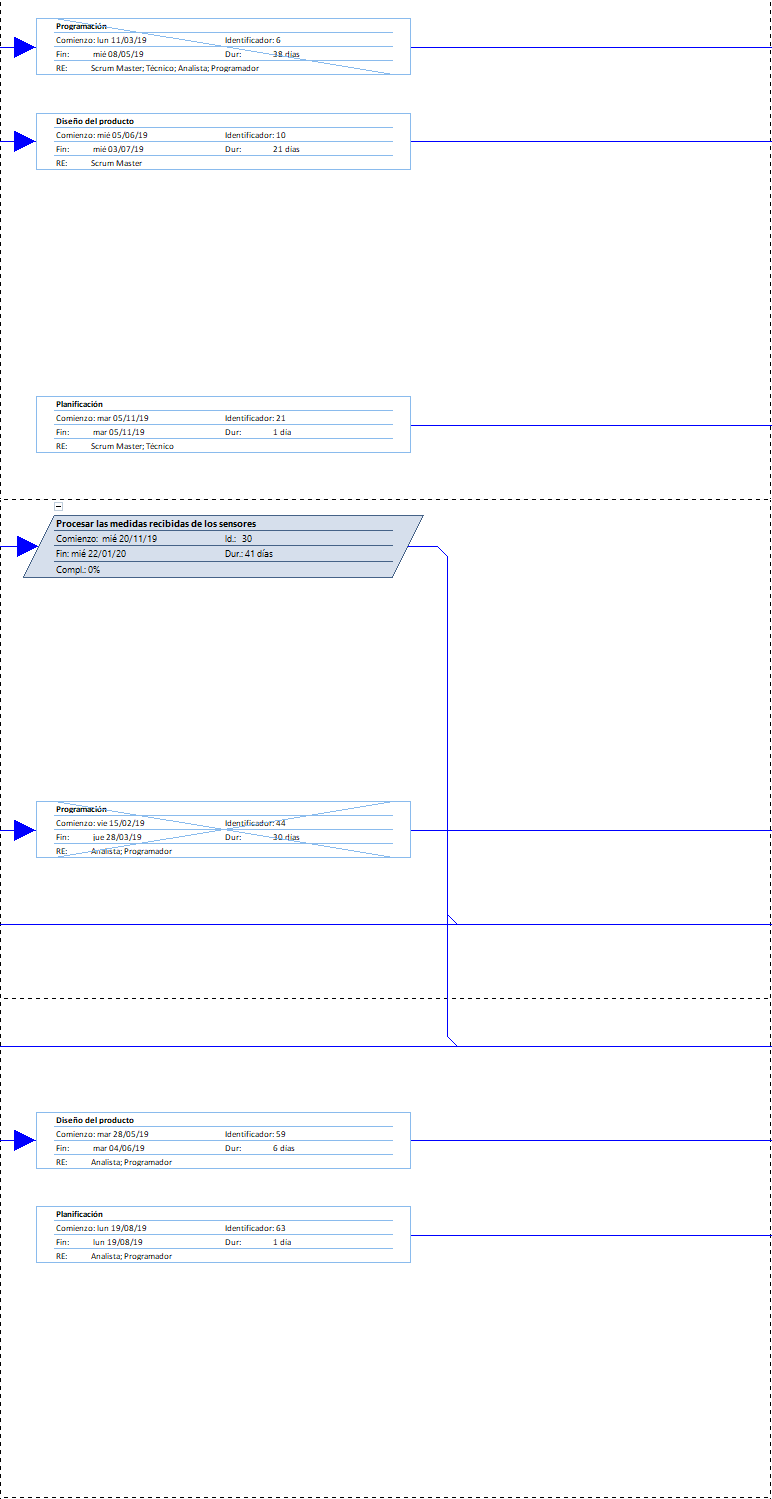 Programación
Comienzo: lun 11/03/19 Identificador: 6
Fin: mié 08/05/19 Dur: 38 días
RE: Scrum Master; Técnico; Analista; Programador
Diseño del producto
Comienzo: mié 05/06/19 Identificador: 10
Fin: mié 03/07/19 Dur: 21 días
RE: Scrum Master
Planificación
Comienzo: mar 05/11/19 Identificador: 21
Fin: mar 05/11/19 Dur: 1 día
RE: Scrum Master; Técnico
Procesar las medidas recibidas de los sensores
Comienzo: mié 20/11/19 Id.: 30
Fin: mié 22/01/20 Dur.: 41 días
Compl.: 0%
Programación
Comienzo: vie 15/02/19 Identificador: 44
Fin: jue 28/03/19 Dur: 30 días
RE: Analista; Programador
Diseño del producto
Comienzo: mar 28/05/19 Identificador: 59
Fin: mar 04/06/19 Dur: 6 días
RE: Analista; Programador
Planificación
Comienzo: lun 19/08/19 Identificador: 63
Fin: lun 19/08/19 Dur: 1 día
RE: Analista; Programador